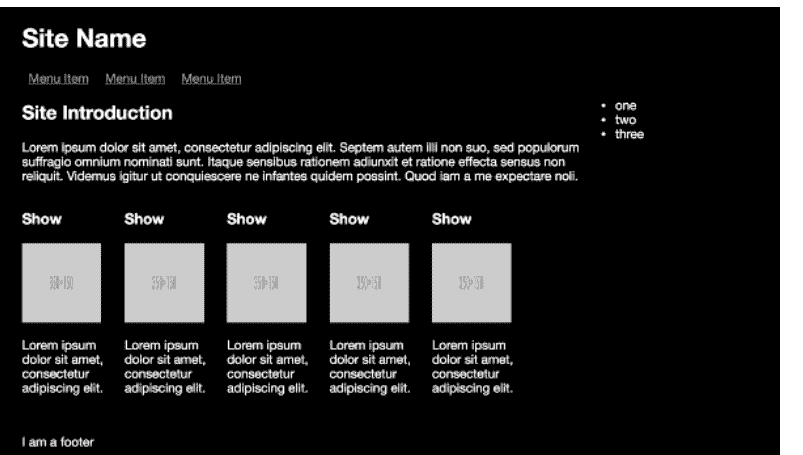 Site Name
Menu Item Menu Item Menu Item
Site Introduction
Lorem ipsum dolor sit amet, consectetur adipiscing elit. Septem autem illi non suo, sed populorum
suffragio omnium nominati sunt. Itaque sensibus rationem adiunxit et ratione effecta sensus non
reliquit. Videmus igitur ut conquiescere ne infantes quidem possint. Quod iam a me expectare noli.
• one
• two
• three
Show Show Show Show Show
Lorem ipsum
dolor sit amet,
consectetur
adipiscing elit.
Lorem ipsum
dolor sit amet,
consectetur
adipiscing elit.
Lorem ipsum
dolor sit amet,
consectetur
adipiscing elit.
Lorem ipsum
dolor sit amet,
consectetur
adipiscing elit.
Lorem ipsum
dolor sit amet,
consectetur
adipiscing elit.
I am a footer